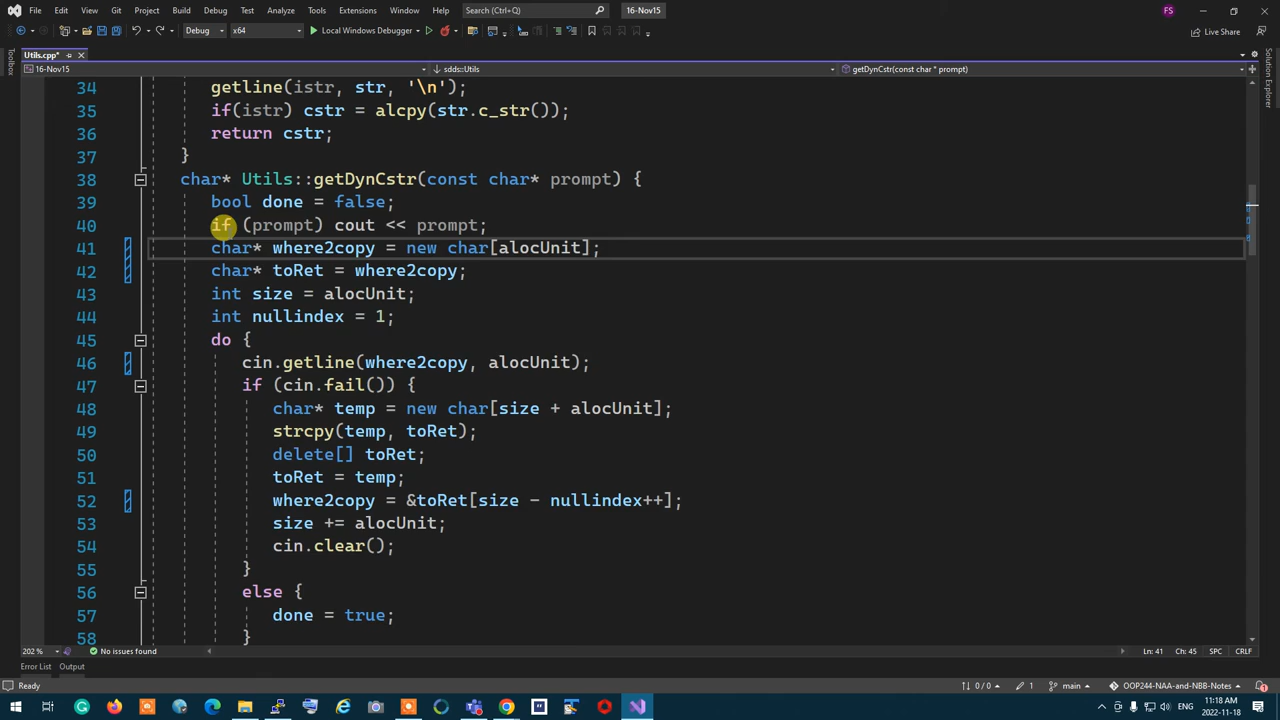 File Edit View Git Project Build Debug Test Analyze Tools Extensions Window Help Search (Ctrl+Q) 16-Nov15 FS
Debug x64 Local Windows Debugger Live Share
Utils.cpp*
16-Nov15 sdds::Utils getDynCstr(const char * prompt)
Toolbox
Solution Explorer
34 getline(istr, str, '\n');
35 if(istr) cstr = alcpy(str.c_str());
36 return cstr;
37 }
38 char* Utils::getDynCstr(const char* prompt) {
39 bool done = false;
40 if (prompt) cout << prompt;
41 char* where2copy = new char[alocUnit];
42 char* toRet = where2copy;
43 int size = alocUnit;
44 int nullindex = 1;
45 do {
46 cin.getline(where2copy, alocUnit);
47 if (cin.fail()) {
48 char* temp = new char[size + alocUnit];
49 strcpy(temp, toRet);
50 delete[] toRet;
51 toRet = temp;
52 where2copy = &toRet[size - nullindex++];
53 size += alocUnit;
54 cin.clear();
55 }
56 else {
57 done = true;
58 }
202 % No issues found Ln: 41 Ch: 45 SPC CRLF
Error List Output
Ready 0 / 0 1 main OOP244-NAA-and-NBB-Notes 1
ENG 11:18 AM 2022-11-18